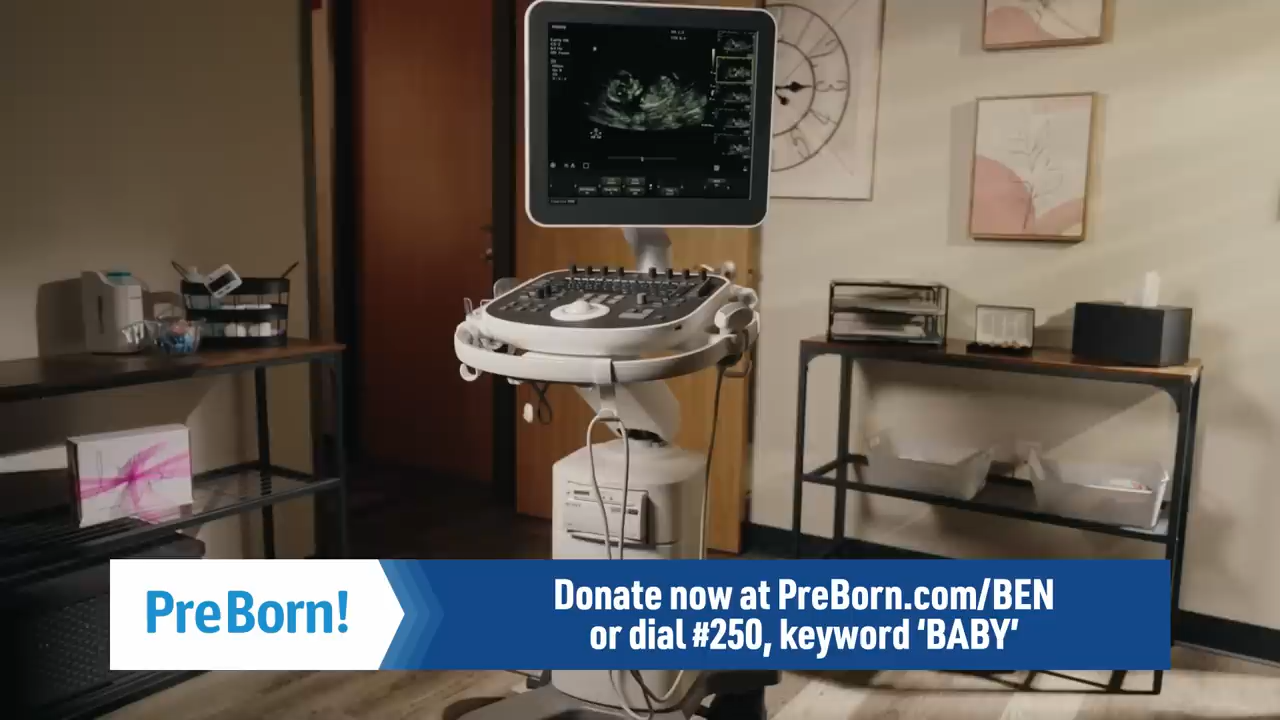 PreBorn!
Donate now at PreBorn.com/BEN
or dial #250, keyword ‘BABY’